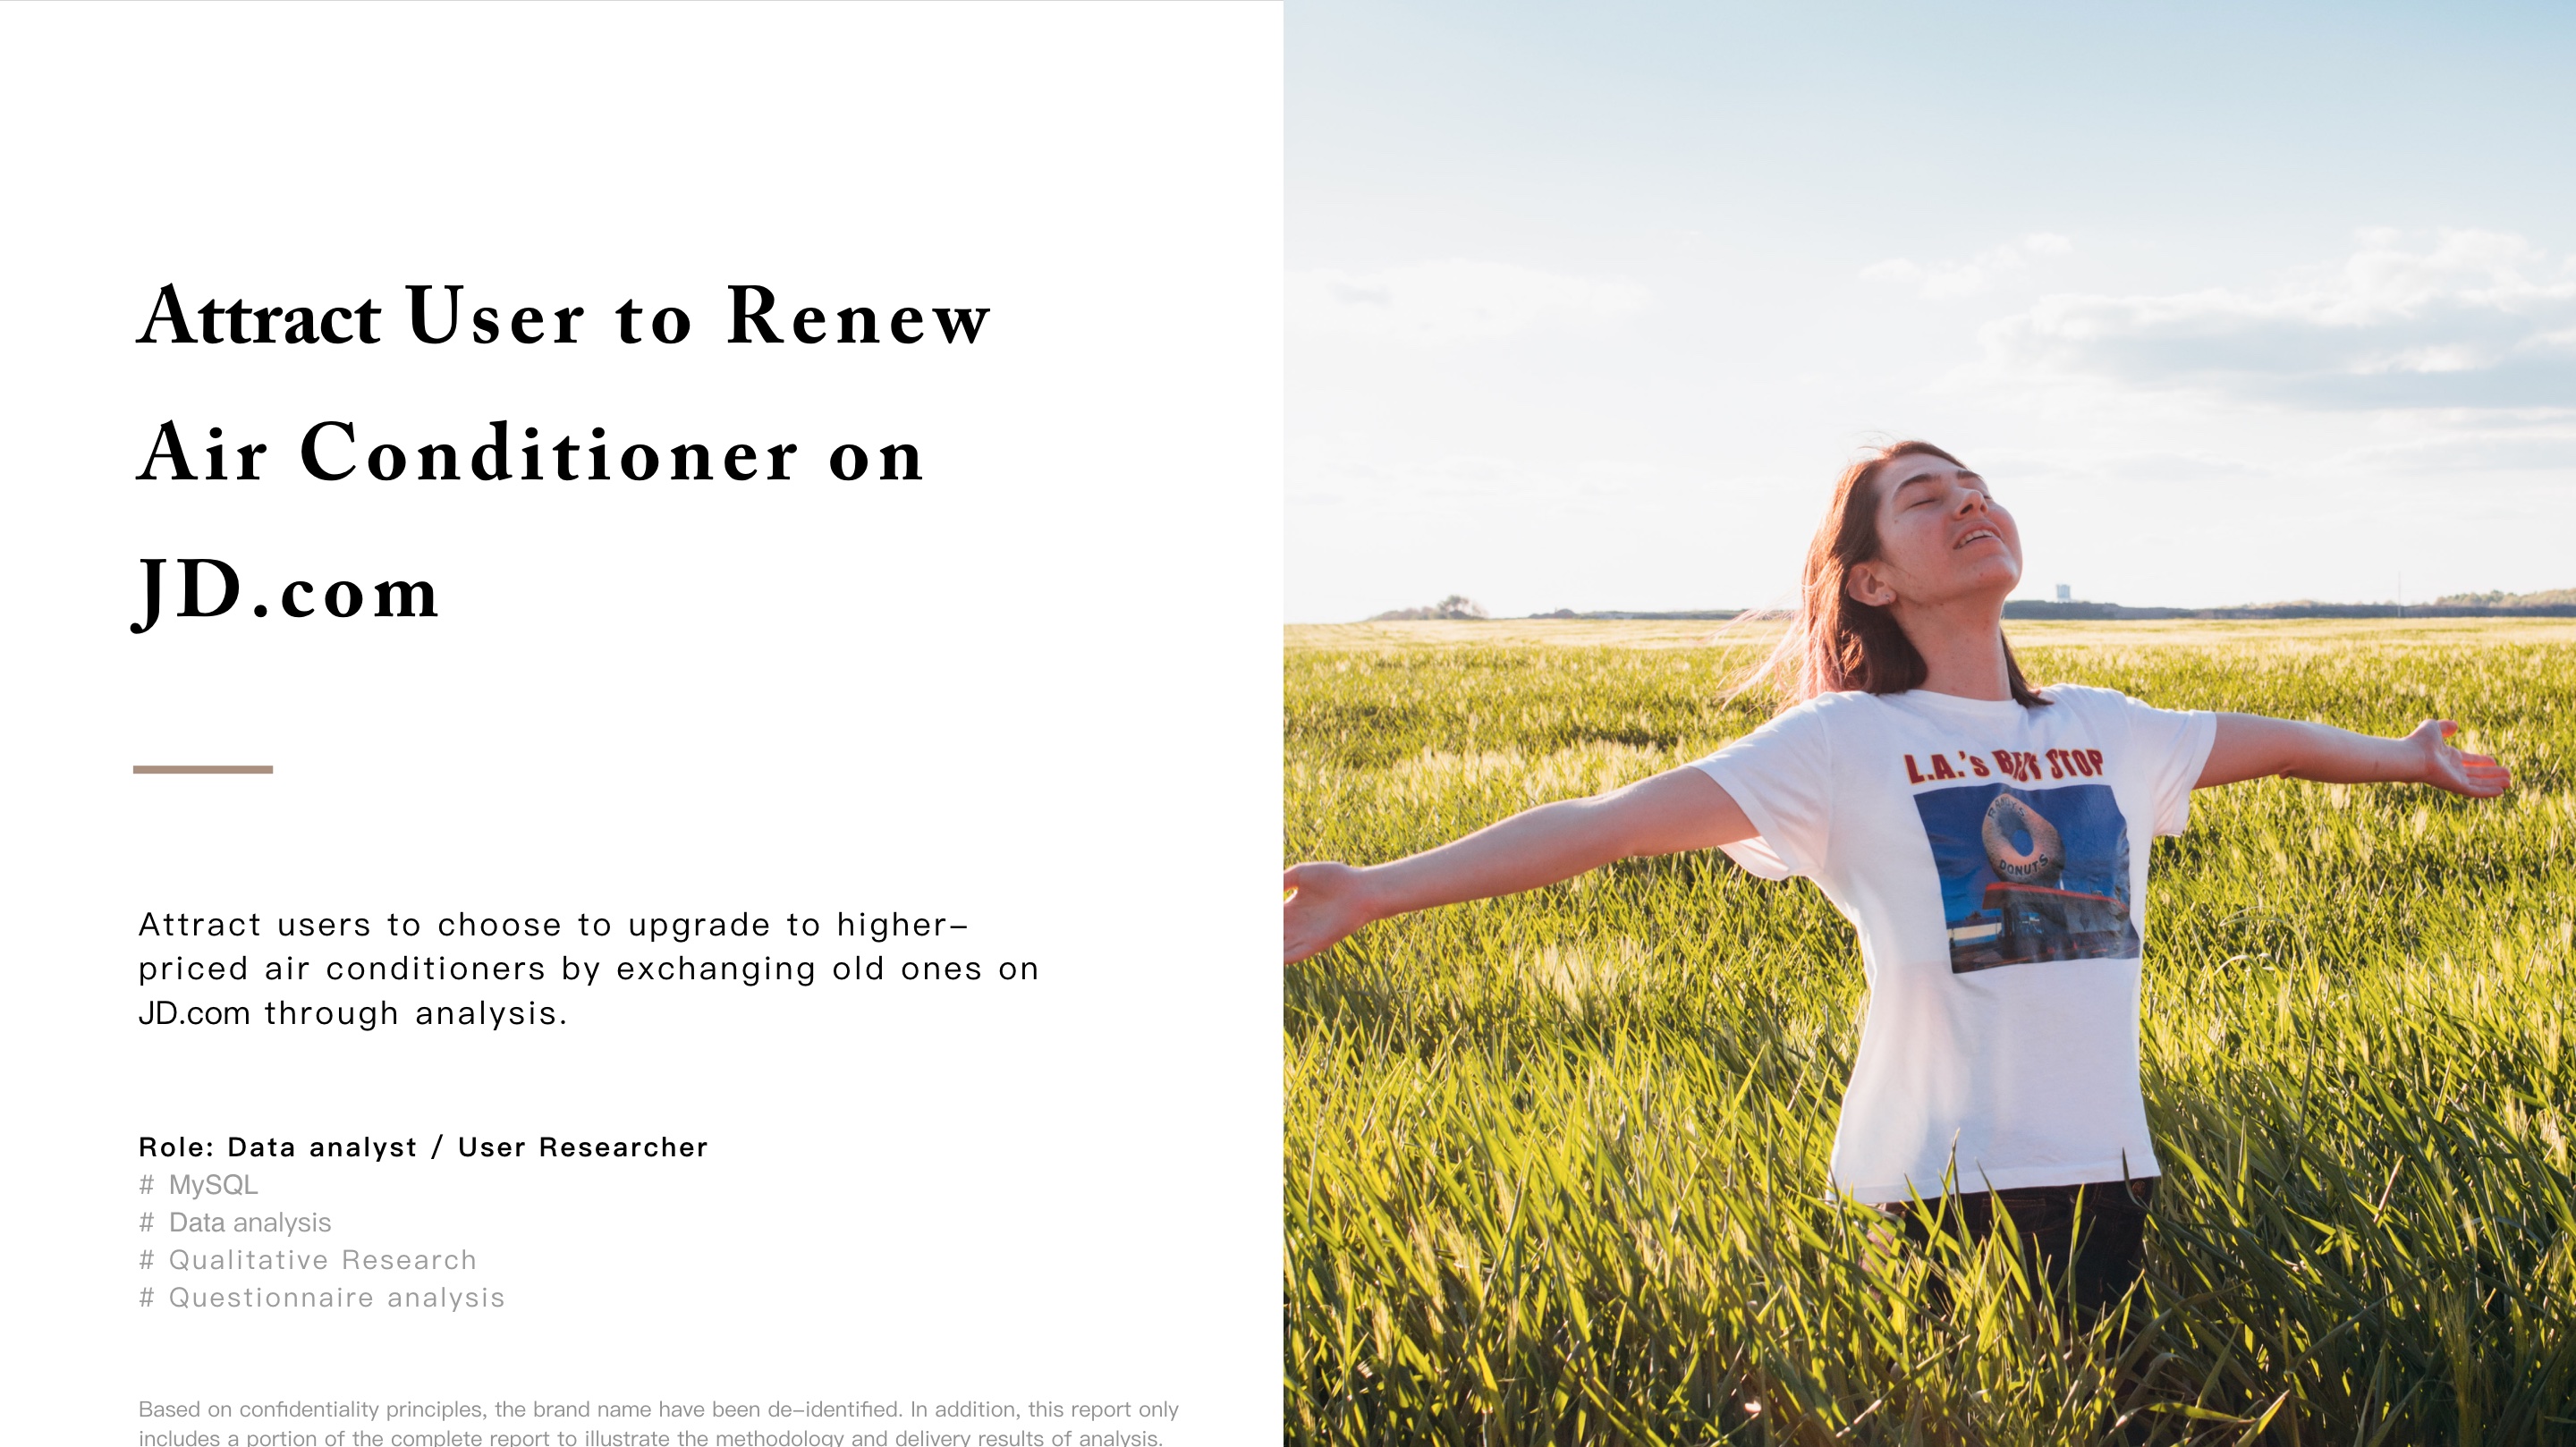 Attract User to Renew
Air Conditioner on
JD.com
Attract users to choose to upgrade to higher-
priced air conditioners by exchanging old ones on
JD.com through analysis.
Role: Data analyst / User Researcher
# MySQL
# Data analysis
# Qualitative Research
# Questionnaire analysis
Based on confidentiality principles, the brand name have been de-identified. In addition, this report only
includes a portion of the complete report to illustrate the methodology and delivery results of analysis.
L.A.'s BEST STOP
DONUTS